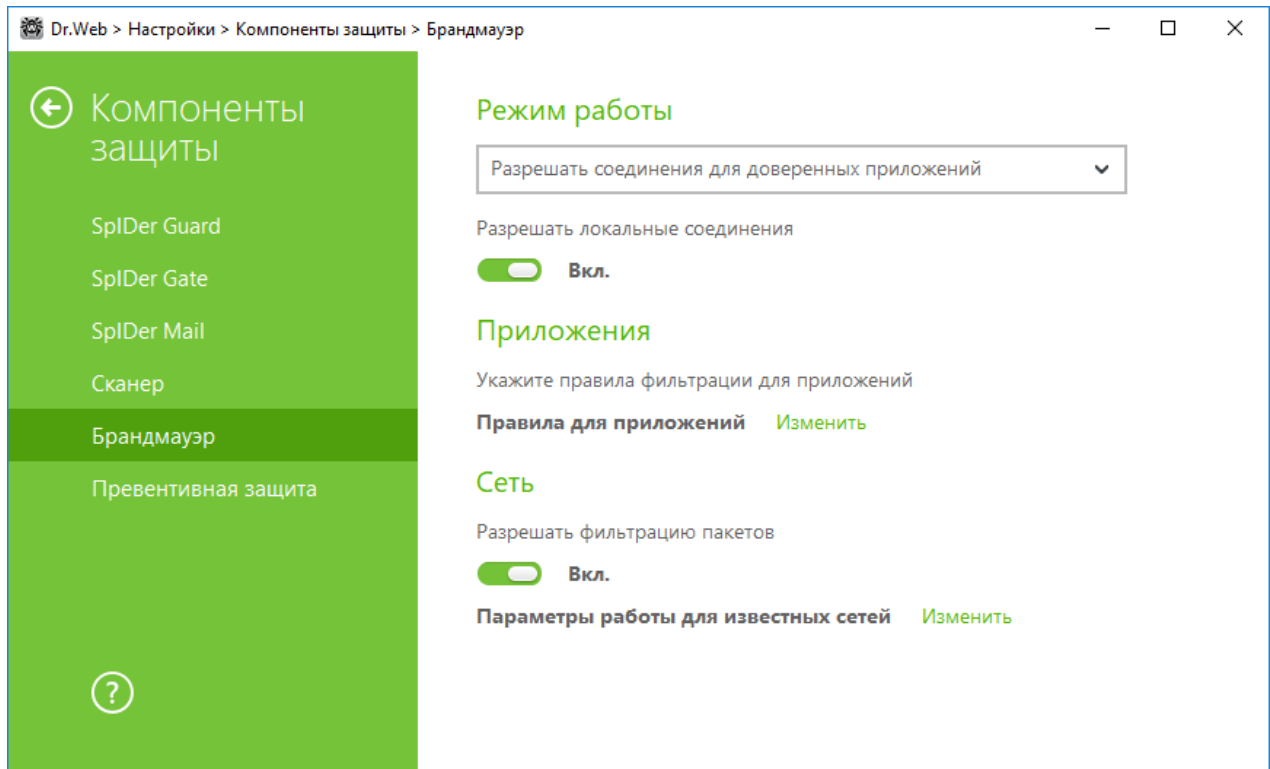 Dr.Web > Настройки > Компоненты защиты > Брандмауэр
Компоненты
защиты
SpIDer Guard
SpIDer Gate
SpIDer Mail
Сканер
Брандмауэр
Превентивная защита
?
Режим работы
Разрешать соединения для доверенных приложений
Разрешать локальные соединения
Вкл.
Приложения
Укажите правила фильтрации для приложений
Правила для приложений Изменить
Сеть
Разрешать фильтрацию пакетов
Вкл.
Параметры работы для известных сетей Изменить